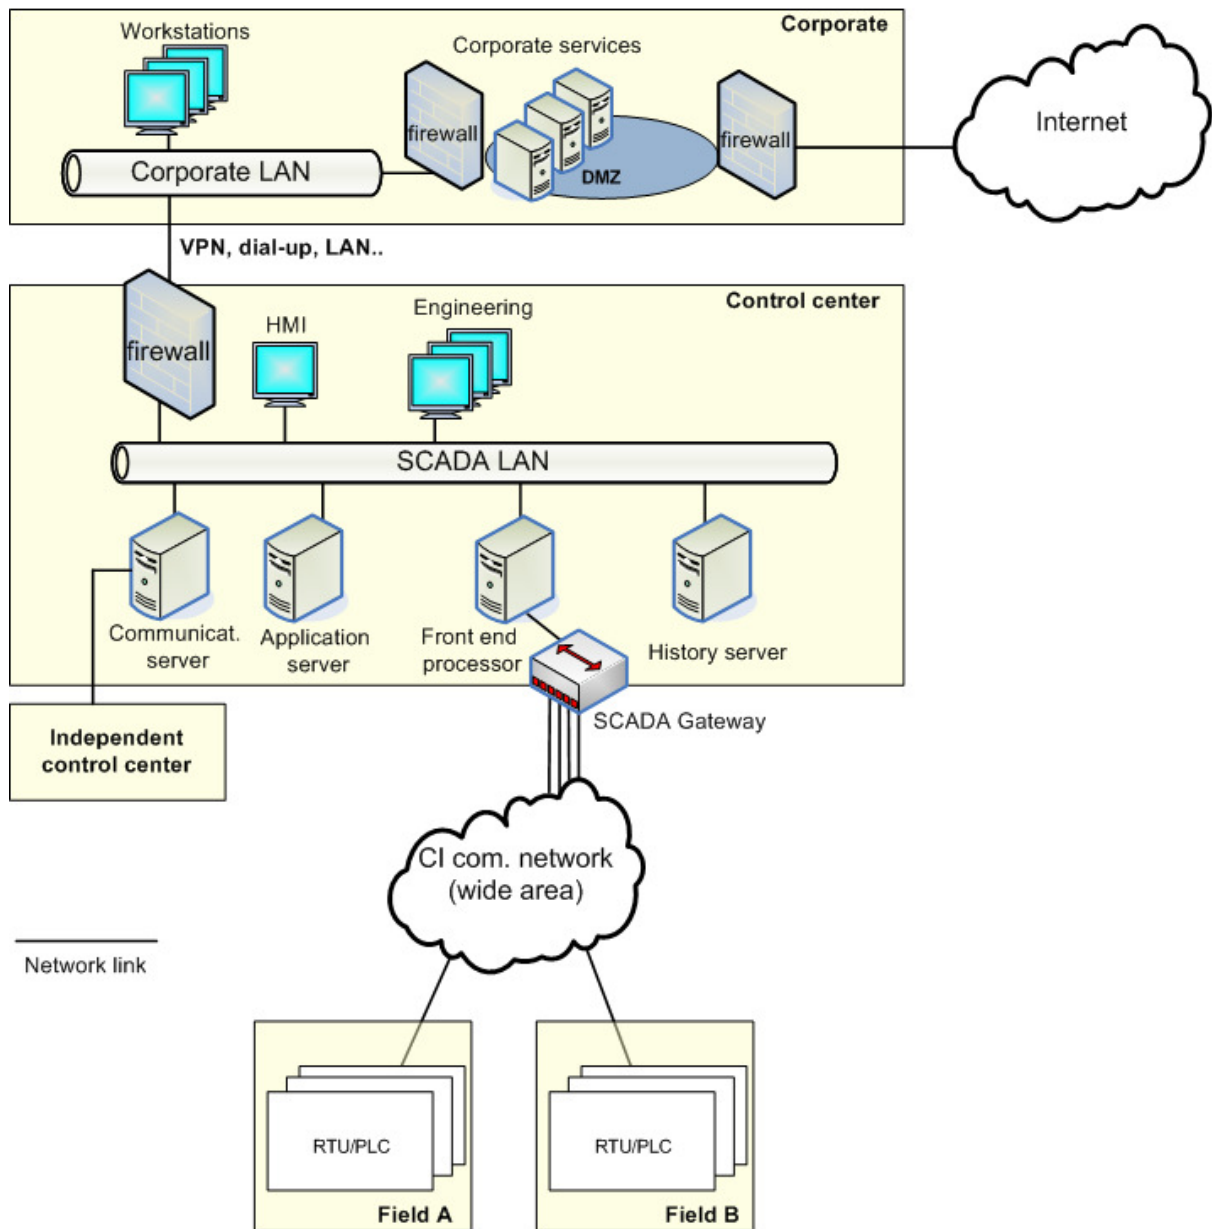 Corporate
Workstations
Corporate services
firewall
firewall
DMZ
Internet
Corporate LAN
VPN, dial-up, LAN..
Control center
firewall
HMI
Engineering
SCADA LAN
Communicat.
server
Application
server
Front end
processor
History server
SCADA Gateway
Independent
control center
CI com. network
(wide area)
Network link
RTU/PLC
Field A
RTU/PLC
Field B